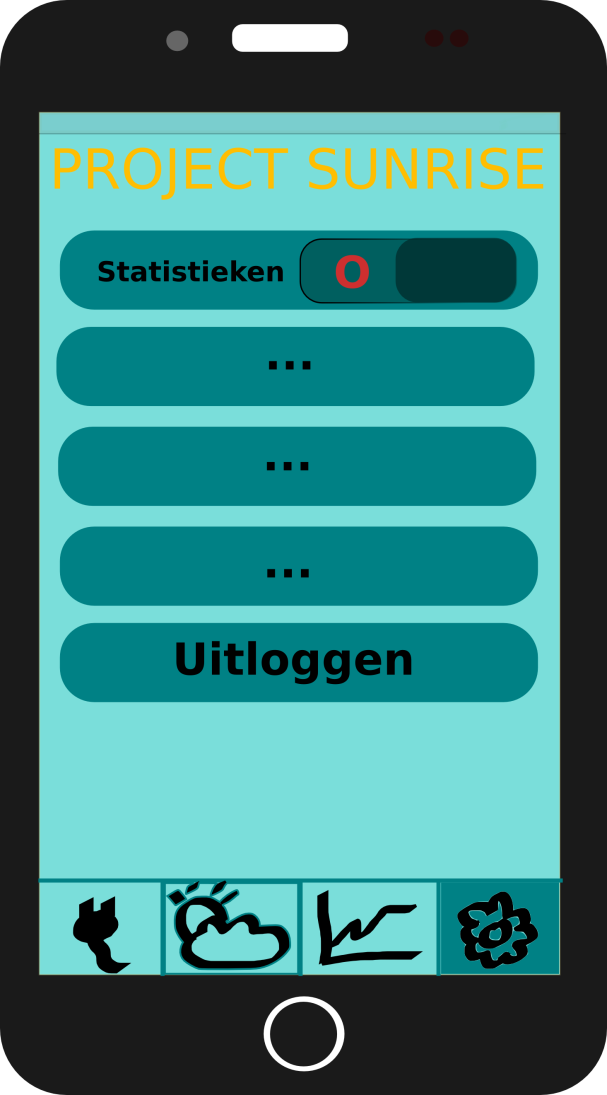 PROJECT SUNRISE
Statistieken O
...
...
...
Uitloggen